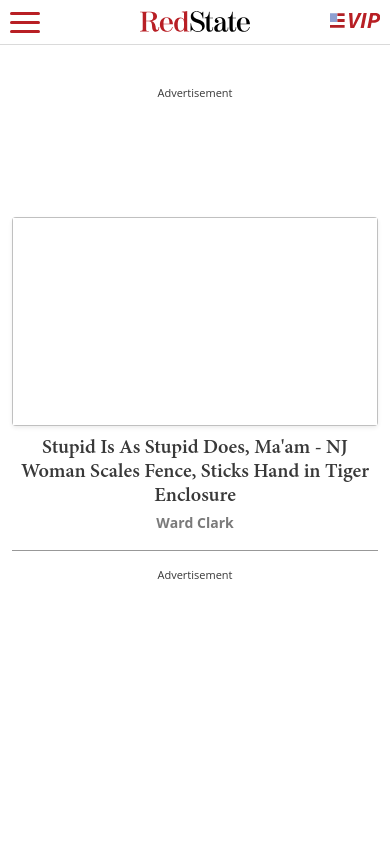 RedState
VIP
Advertisement
Stupid Is As Stupid Does, Ma'am - NJ
Woman Scales Fence, Sticks Hand in Tiger
Enclosure
Ward Clark
Advertisement